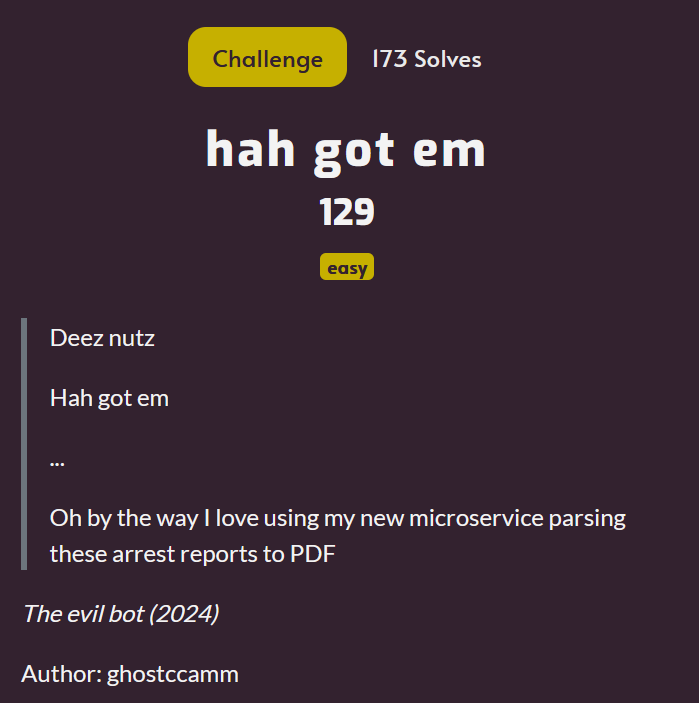 Challenge 173 Solves
hah got em
129
easy
Deez nutz
Hah got em
...
Oh by the way I love using my new microservice parsing
these arrest reports to PDF
The evil bot (2024)
Author: ghostccamm